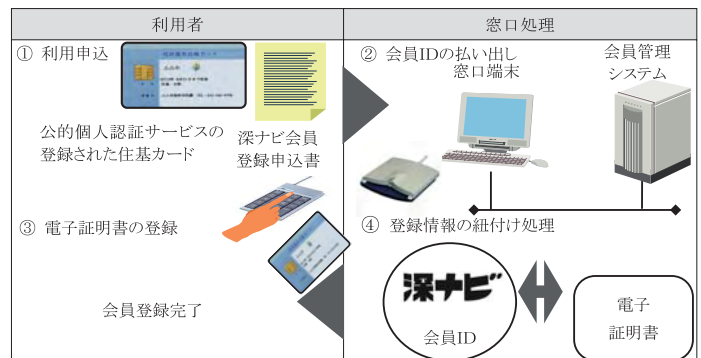 利用者
窓口処理
① 利用申込
公的個人認証サービスの
登録された住基カード
深ナビ会員
登録申込書
② 会員IDの払い出し
窓口端末
会員管理
システム
③ 電子証明書の登録
会員登録完了
④ 登録情報の紐付け処理
深ナビ
会員ID
電子
証明書